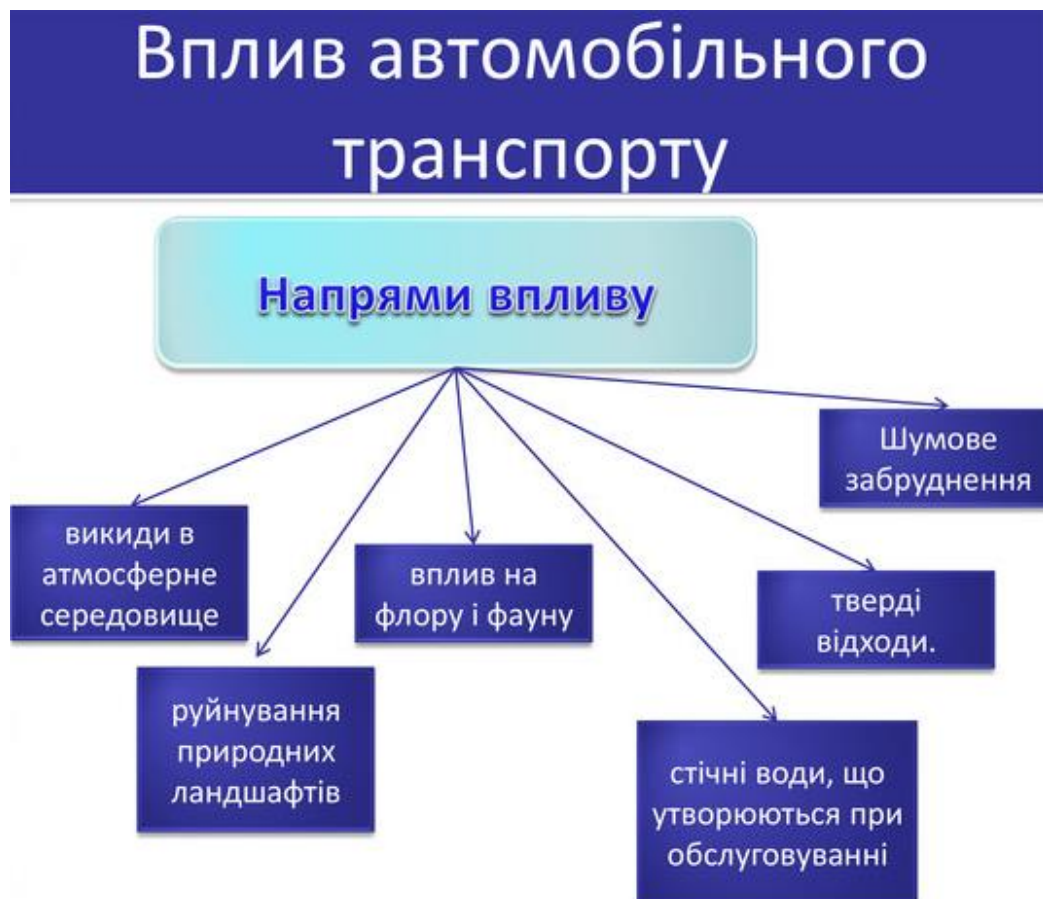 Вплив автомобільного
транспорту
Напрями впливу
Шумове
забруднення
викиди в
атмосферне
середовище
вплив на
флору і фауну
тверді
відходи.
руйнування
природних
ландшафтів
стічні води, що
утворюються при
обслуговуванні